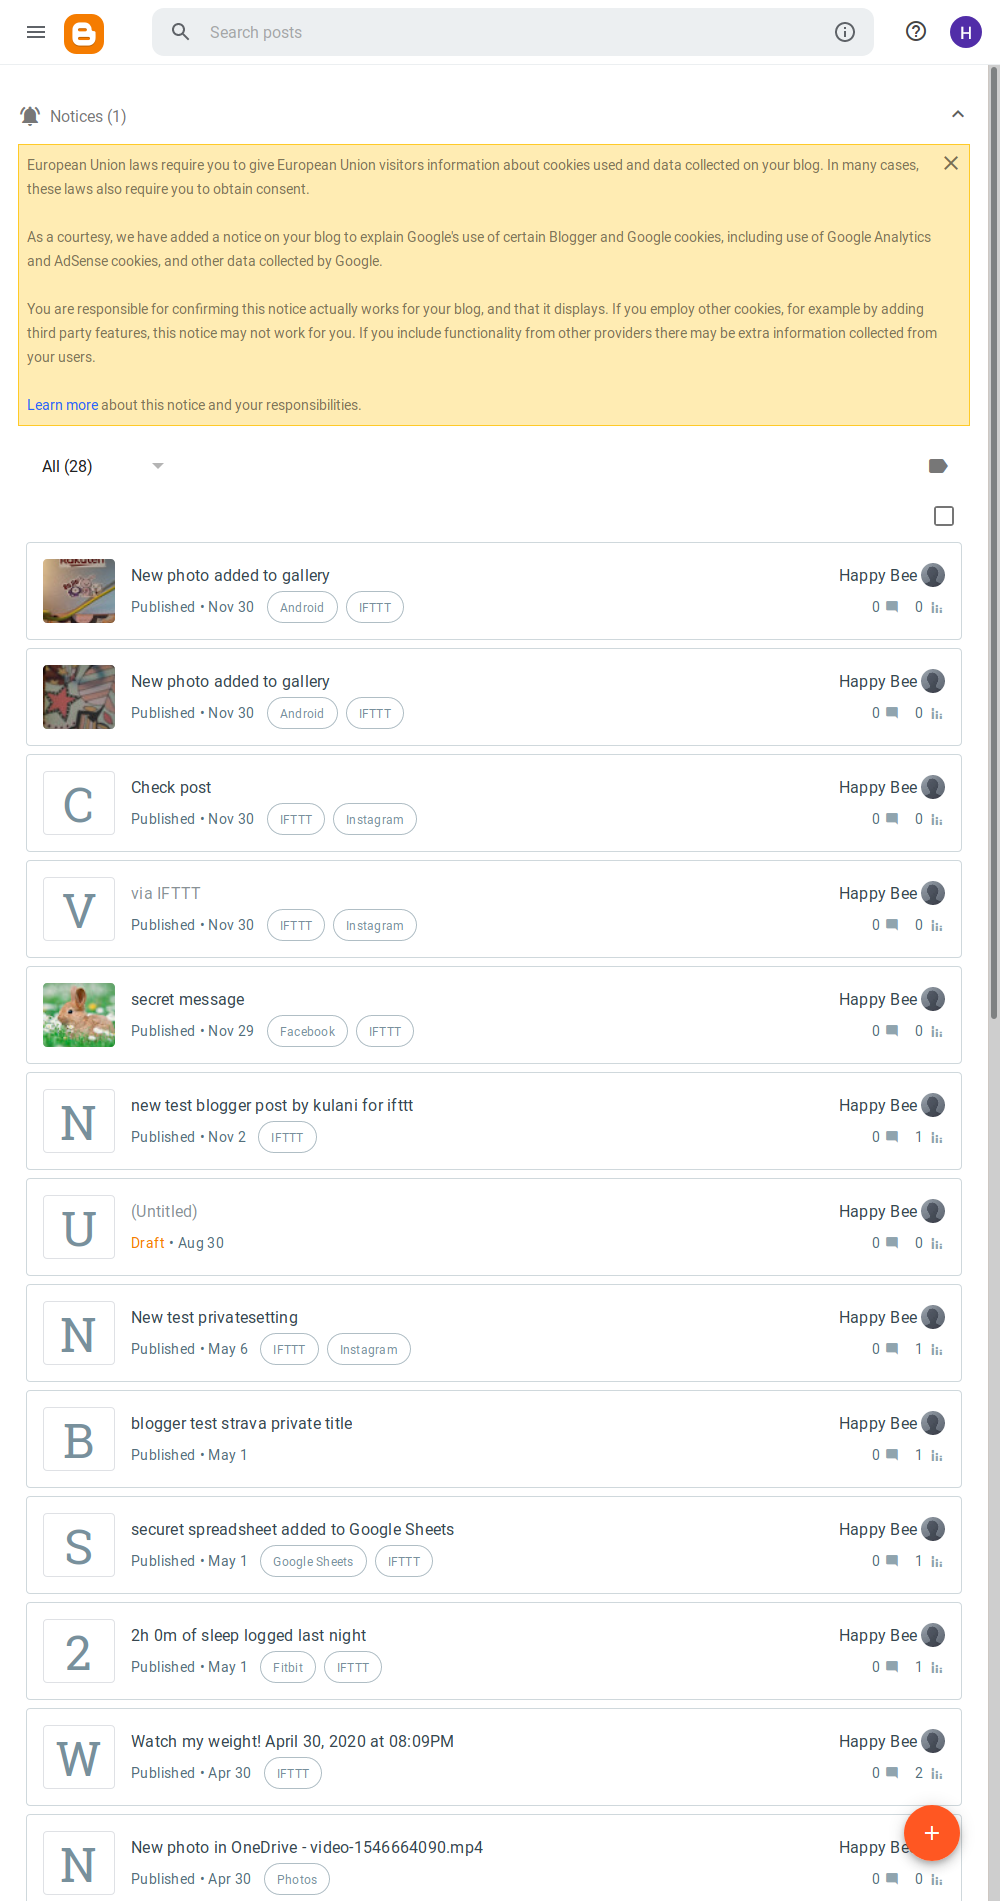 Search posts
H
Notices (1)
European Union laws require you to give European Union visitors information about cookies used and data collected on your blog. In many cases,
these laws also require you to obtain consent.
As a courtesy, we have added a notice on your blog to explain Google's use of certain Blogger and Google cookies, including use of Google Analytics
and AdSense cookies, and other data collected by Google.
You are responsible for confirming this notice actually works for your blog, and that it displays. If you employ other cookies, for example by adding
third party features, this notice may not work for you. If you include functionality from other providers there may be extra information collected from
your users.
Learn more about this notice and your responsibilities.
All (28)
New photo added to gallery Happy Bee
Published • Nov 30 Android IFTTT 0 0
New photo added to gallery Happy Bee
Published • Nov 30 Android IFTTT 0 0
C
Check post Happy Bee
Published • Nov 30 IFTTT Instagram 0 0
V
via IFTTT Happy Bee
Published • Nov 30 IFTTT Instagram 0 0
secret message Happy Bee
Published • Nov 29 Facebook IFTTT 0 0
N
new test blogger post by kulani for ifttt Happy Bee
Published • Nov 2 IFTTT 0 1
U
(Untitled) Happy Bee
Draft • Aug 30 0 0
N
New test privatesetting Happy Bee
Published • May 6 IFTTT Instagram 0 1
B
blogger test strava private title Happy Bee
Published • May 1 0 1
S
securet spreadsheet added to Google Sheets Happy Bee
Published • May 1 Google Sheets IFTTT 0 1
2
2h 0m of sleep logged last night Happy Bee
Published • May 1 Fitbit IFTTT 0 1
W
Watch my weight! April 30, 2020 at 08:09PM Happy Bee
Published • Apr 30 IFTTT 0 2
N
New photo in OneDrive - video-1546664090.mp4 Happy
Published • Apr 30 Photos 0 0